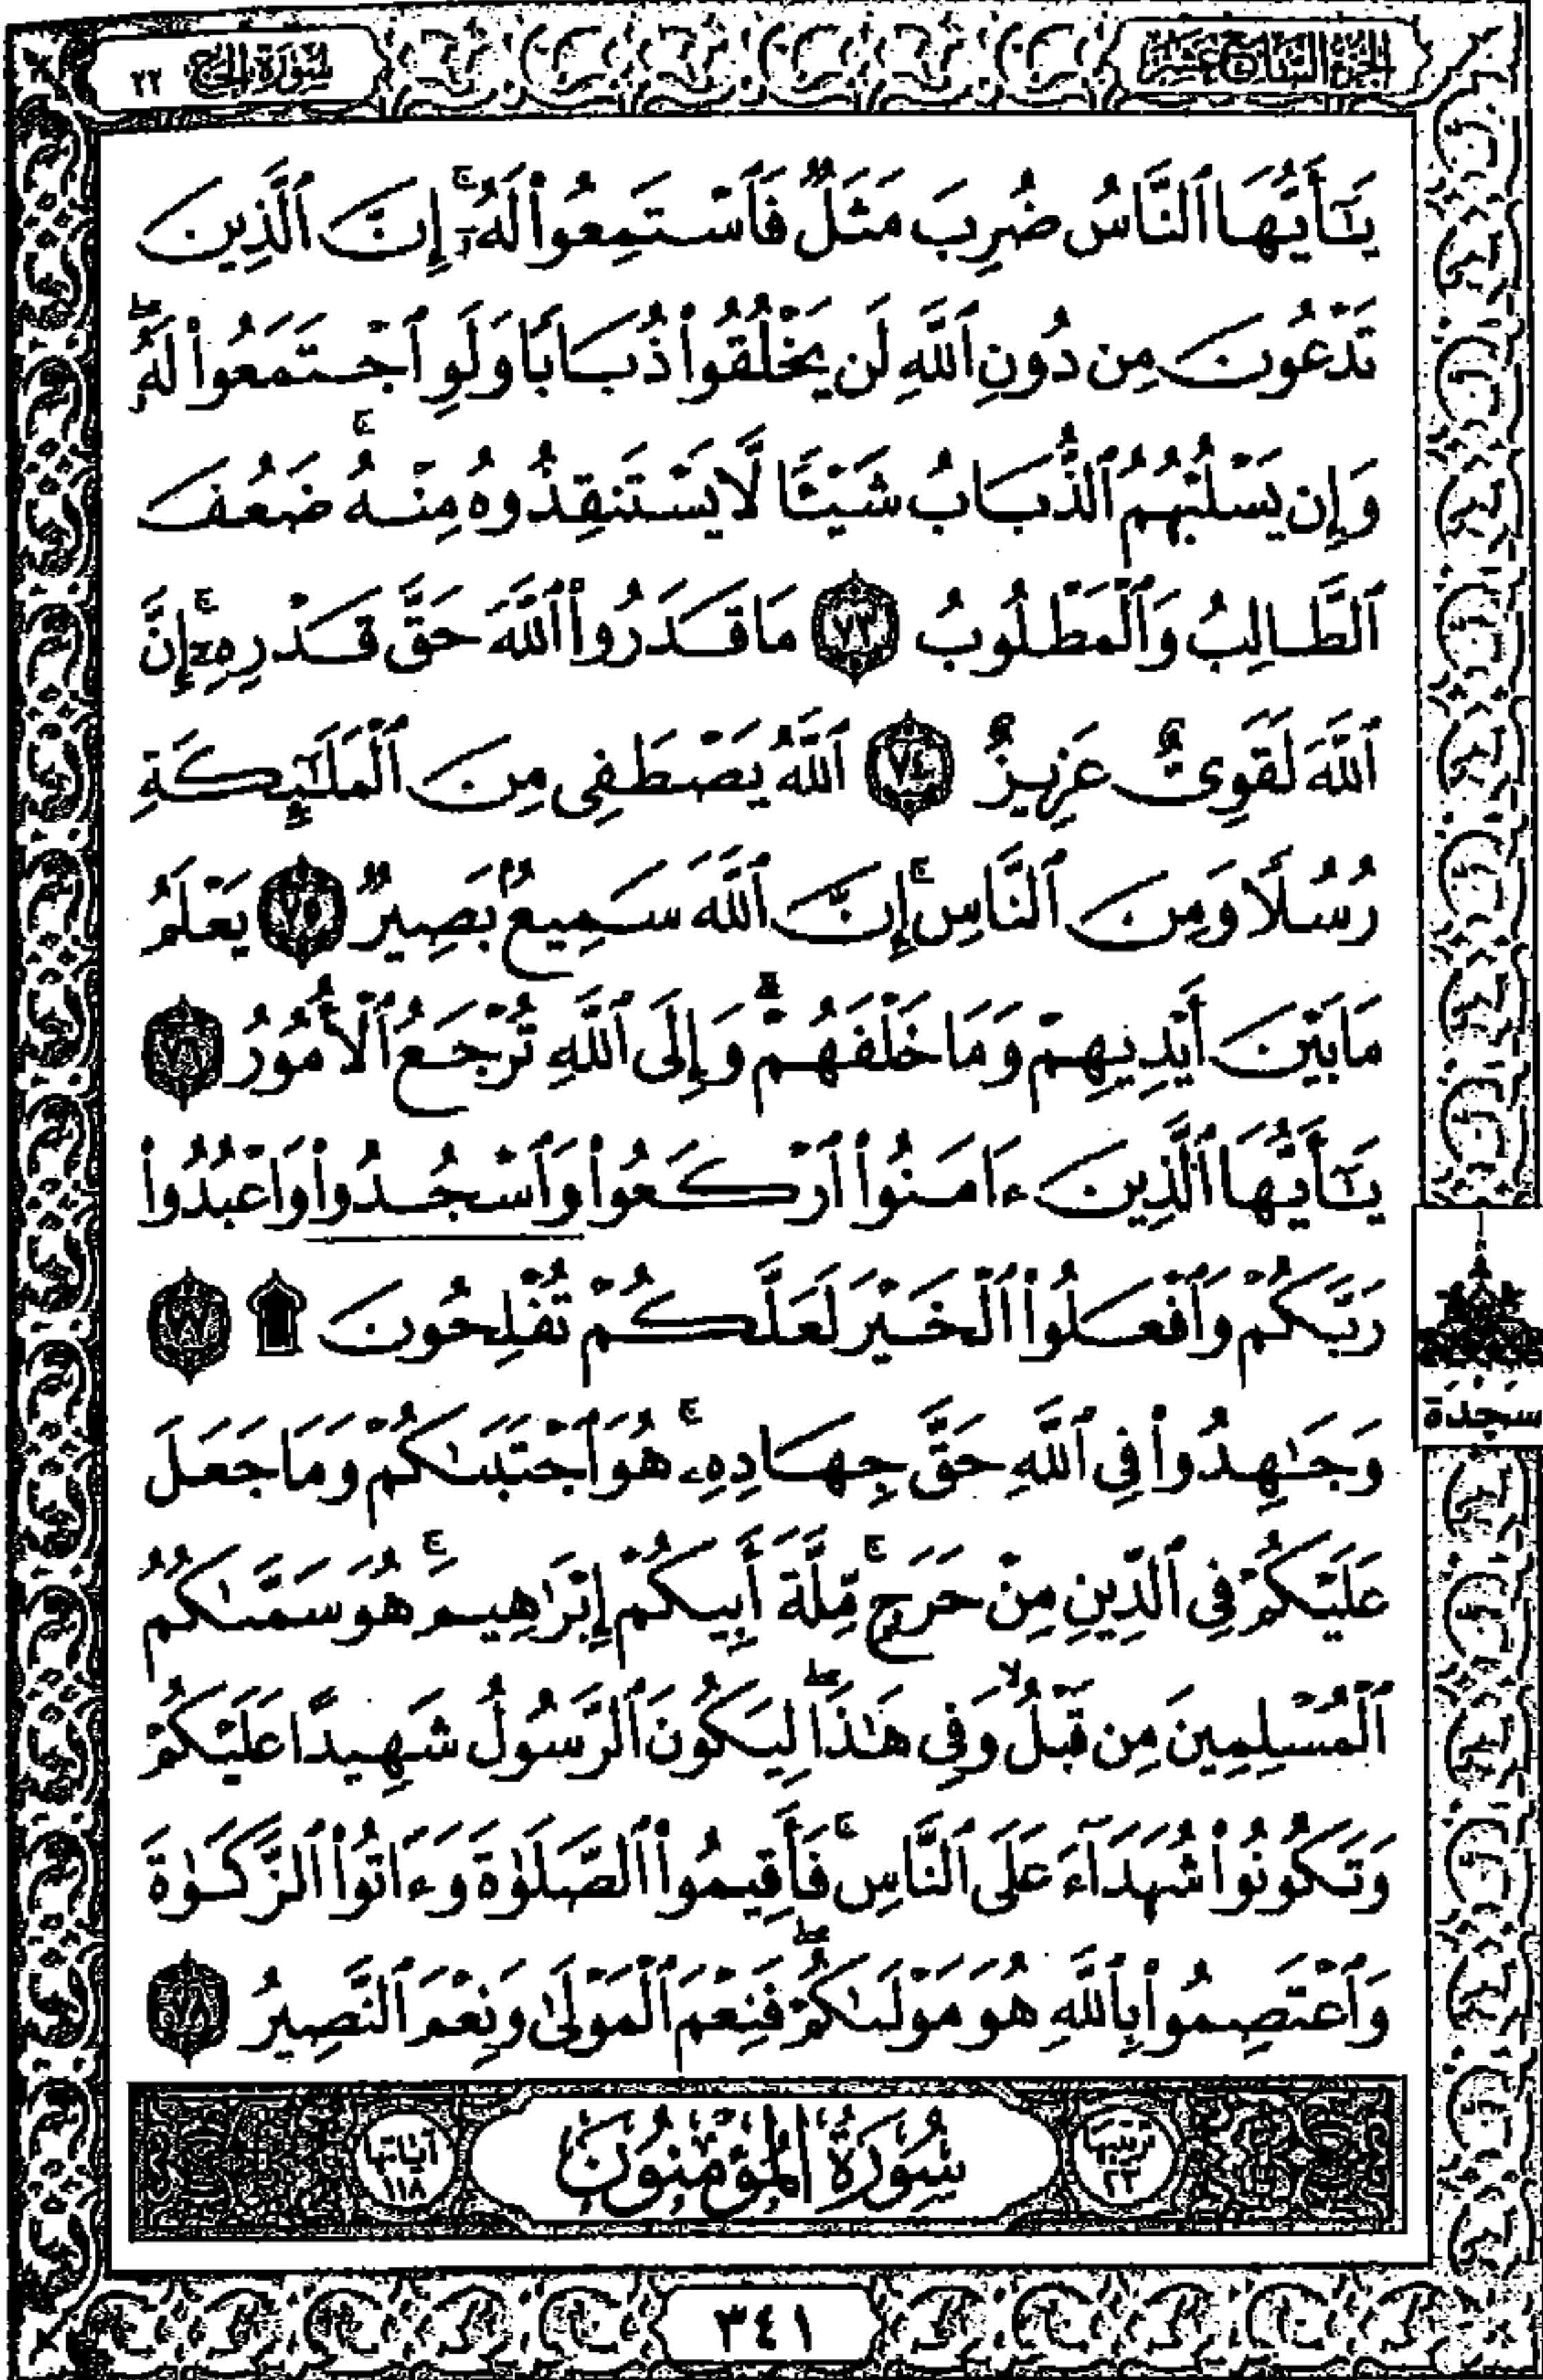 الجزء السابع عشر
سورة الحج ٢٢
يَٰٓأَيُّهَا ٱلنَّاسُ ضُرِبَ مَثَلٌ فَٱسْتَمِعُوا۟ لَهُۥٓ ۚ إِنَّ ٱلَّذِينَ
تَدْعُونَ مِن دُونِ ٱللَّهِ لَن يَخْلُقُوا۟ ذُبَابًا وَلَوِ ٱجْتَمَعُوا۟ لَهُۥ ۖ
وَإِن يَسْلُبْهُمُ ٱلذُّبَابُ شَيْـًٔا لَّا يَسْتَنقِذُوهُ مِنْهُ ۚ ضَعُفَ
ٱلطَّالِبُ وَٱلْمَطْلُوبُ ٧٣ مَا قَدَرُوا۟ ٱللَّهَ حَقَّ قَدْرِهِۦٓ ۚ إِنَّ
ٱللَّهَ لَقَوِىٌّ عَزِيزٌ ٧٤ ٱللَّهُ يَصْطَفِى مِنَ ٱلْمَلَٰٓئِكَةِ
رُسُلًا وَمِنَ ٱلنَّاسِ ۚ إِنَّ ٱللَّهَ سَمِيعٌۢ بَصِيرٌ ٧٥ يَعْلَمُ
مَا بَيْنَ أَيْدِيهِمْ وَمَا خَلْفَهُمْ ۗ وَإِلَى ٱللَّهِ تُرْجَعُ ٱلْأُمُورُ ٧٦
يَٰٓأَيُّهَا ٱلَّذِينَ ءَامَنُوا۟ ٱرْكَعُوا۟ وَٱسْجُدُوا۟ وَٱعْبُدُوا۟
رَبَّكُمْ وَٱفْعَلُوا۟ ٱلْخَيْرَ لَعَلَّكُمْ تُفْلِحُونَ ۩ ٧٧
سَجْدَة
وَجَٰهِدُوا۟ فِى ٱللَّهِ حَقَّ جِهَادِهِۦ ۚ هُوَ ٱجْتَبَىٰكُمْ وَمَا جَعَلَ
عَلَيْكُمْ فِى ٱلدِّينِ مِنْ حَرَجٍ ۚ مِّلَّةَ أَبِيكُمْ إِبْرَٰهِيمَ ۚ هُوَ سَمَّىٰكُمُ
ٱلْمُسْلِمِينَ مِن قَبْلُ ۙ وَفِى هَٰذَا ۖ لِيَكُونَ ٱلرَّسُولُ شَهِيدًا عَلَيْكُمْ
وَتَكُونُوا۟ شُهَدَآءَ عَلَى ٱلنَّاسِ ۚ فَأَقِيمُوا۟ ٱلصَّلَوٰةَ وَءَاتُوا۟ ٱلزَّكَوٰةَ
وَٱعْتَصِمُوا۟ بِٱللَّهِ هُوَ مَوْلَىٰكُمْ ۖ فَنِعْمَ ٱلْمَوْلَىٰ وَنِعْمَ ٱلنَّصِيرُ ٧٨
ترتيبها ٢٣ سُورَةُ المُؤْمِنُونَ آياتها ١١٨
٣٤١